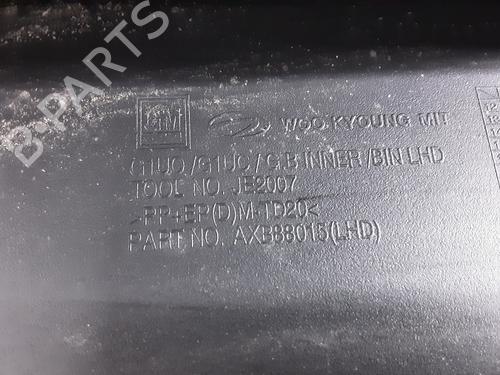 B-PARTS
GM WOO KYOUNG MIT
G1UO/G1UC/G.B INNER/BIN LHD
TOOL NO. JE2007
>PP+EP(D)M-TD20<
PART NO. AXB88015(LHD)